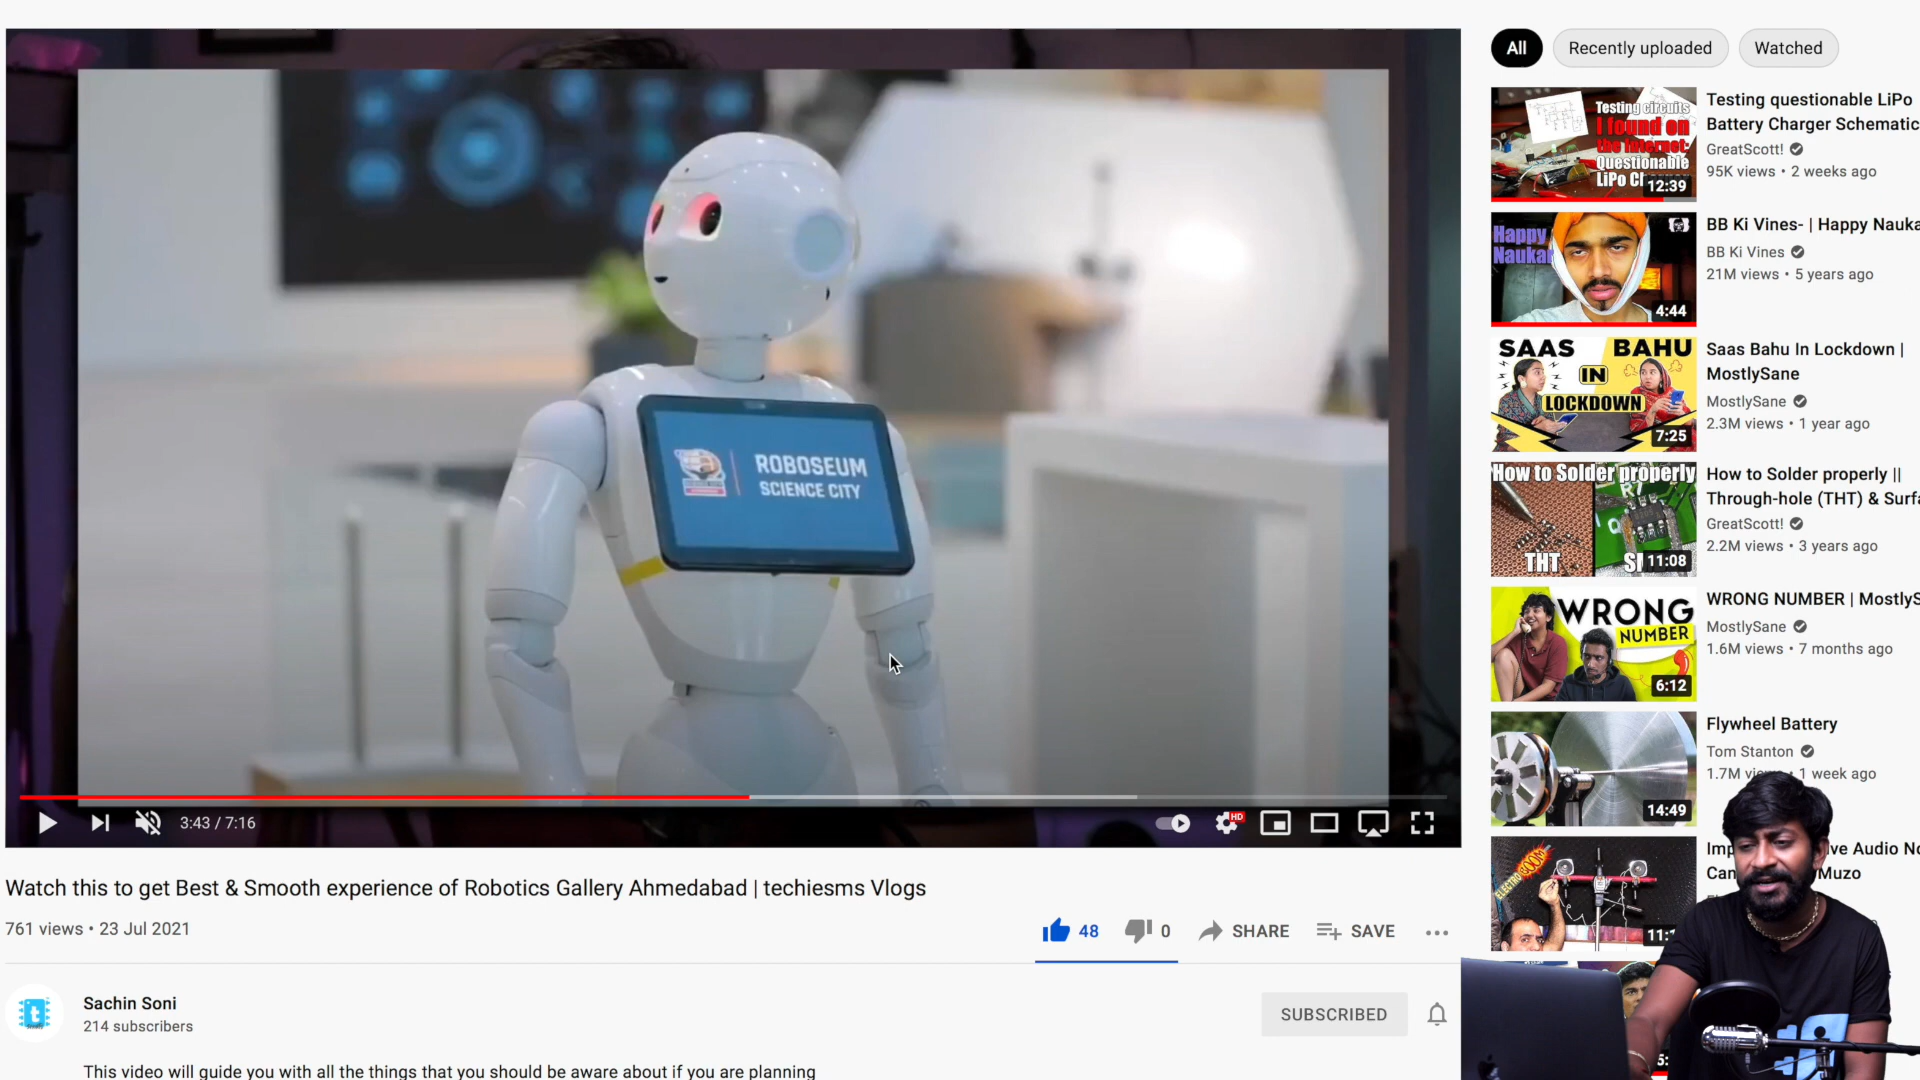 All
Recently uploaded
Watched
ROBOSEUM
SCIENCE CITY
3:43 / 7:16
HD
Watch this to get Best & Smooth experience of Robotics Gallery Ahmedabad | techiesms Vlogs
761 views • 23 Jul 2021
48
0
SHARE
SAVE
Sachin Soni
214 subscribers
SUBSCRIBED
This video will guide you with all the things that you should be aware about if you are planning
Testing circuits
I found on
the Internet:
Questionable
LiPo
12:39
Testing questionable LiPo
Battery Charger Schematic
GreatScott!
95K views • 2 weeks ago
Happy
4:44
BB Ki Vines- | Happy
BB Ki Vines
21M views • 5 years ago
SAAS BAHU
IN
LOCKDOWN
7:25
Saas Bahu In Lockdown |
MostlySane
MostlySane
2.3M views • 1 year ago
How to Solder properly
THT
11:08
How to Solder properly ||
Through-hole (THT) &
GreatScott!
2.2M views • 3 years ago
WRONG
NUMBER
6:12
WRONG NUMBER |
MostlySane
1.6M views • 7 months ago
14:49
Flywheel Battery
Tom Stanton
1.7M
1 week ago
ELECTRO
BOOM
Audio
Muzo